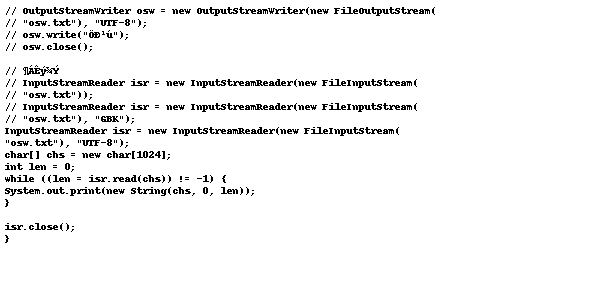 // OutputStreamWriter osw = new OutputStreamWriter(new FileOutputStream(
// "osw.txt"), "UTF-8");
// osw.write("ÖÐ¹ú");
// osw.close();
// ¶ÁÈ¡Êý¾Ý
// InputStreamReader isr = new InputStreamReader(new FileInputStream(
// "osw.txt"));
// InputStreamReader isr = new InputStreamReader(new FileInputStream(
// "osw.txt"), "GBK");
InputStreamReader isr = new InputStreamReader(new FileInputStream(
"osw.txt"), "UTF-8");
char[] chs = new char[1024];
int len = 0;
while ((len = isr.read(chs)) != -1) {
System.out.print(new String(chs, 0, len));
}
isr.close();
}